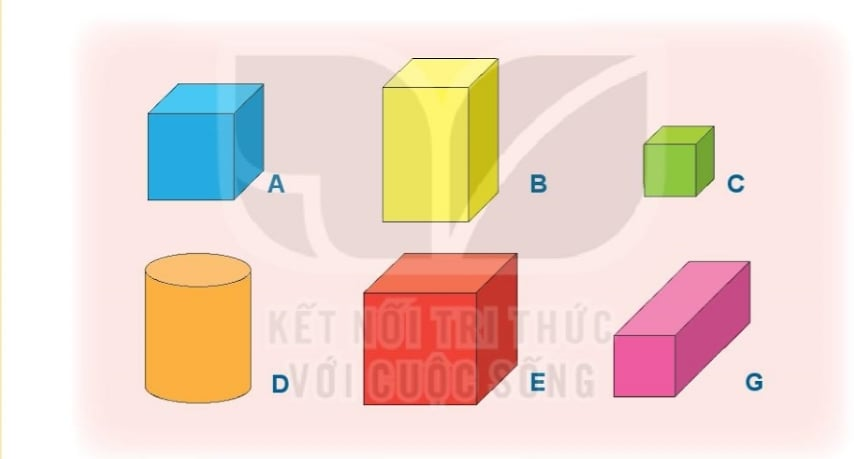 A
B
C
KẾT NỐI TRI THỨC
VỚI CUỘC SỐNG
D
E
G